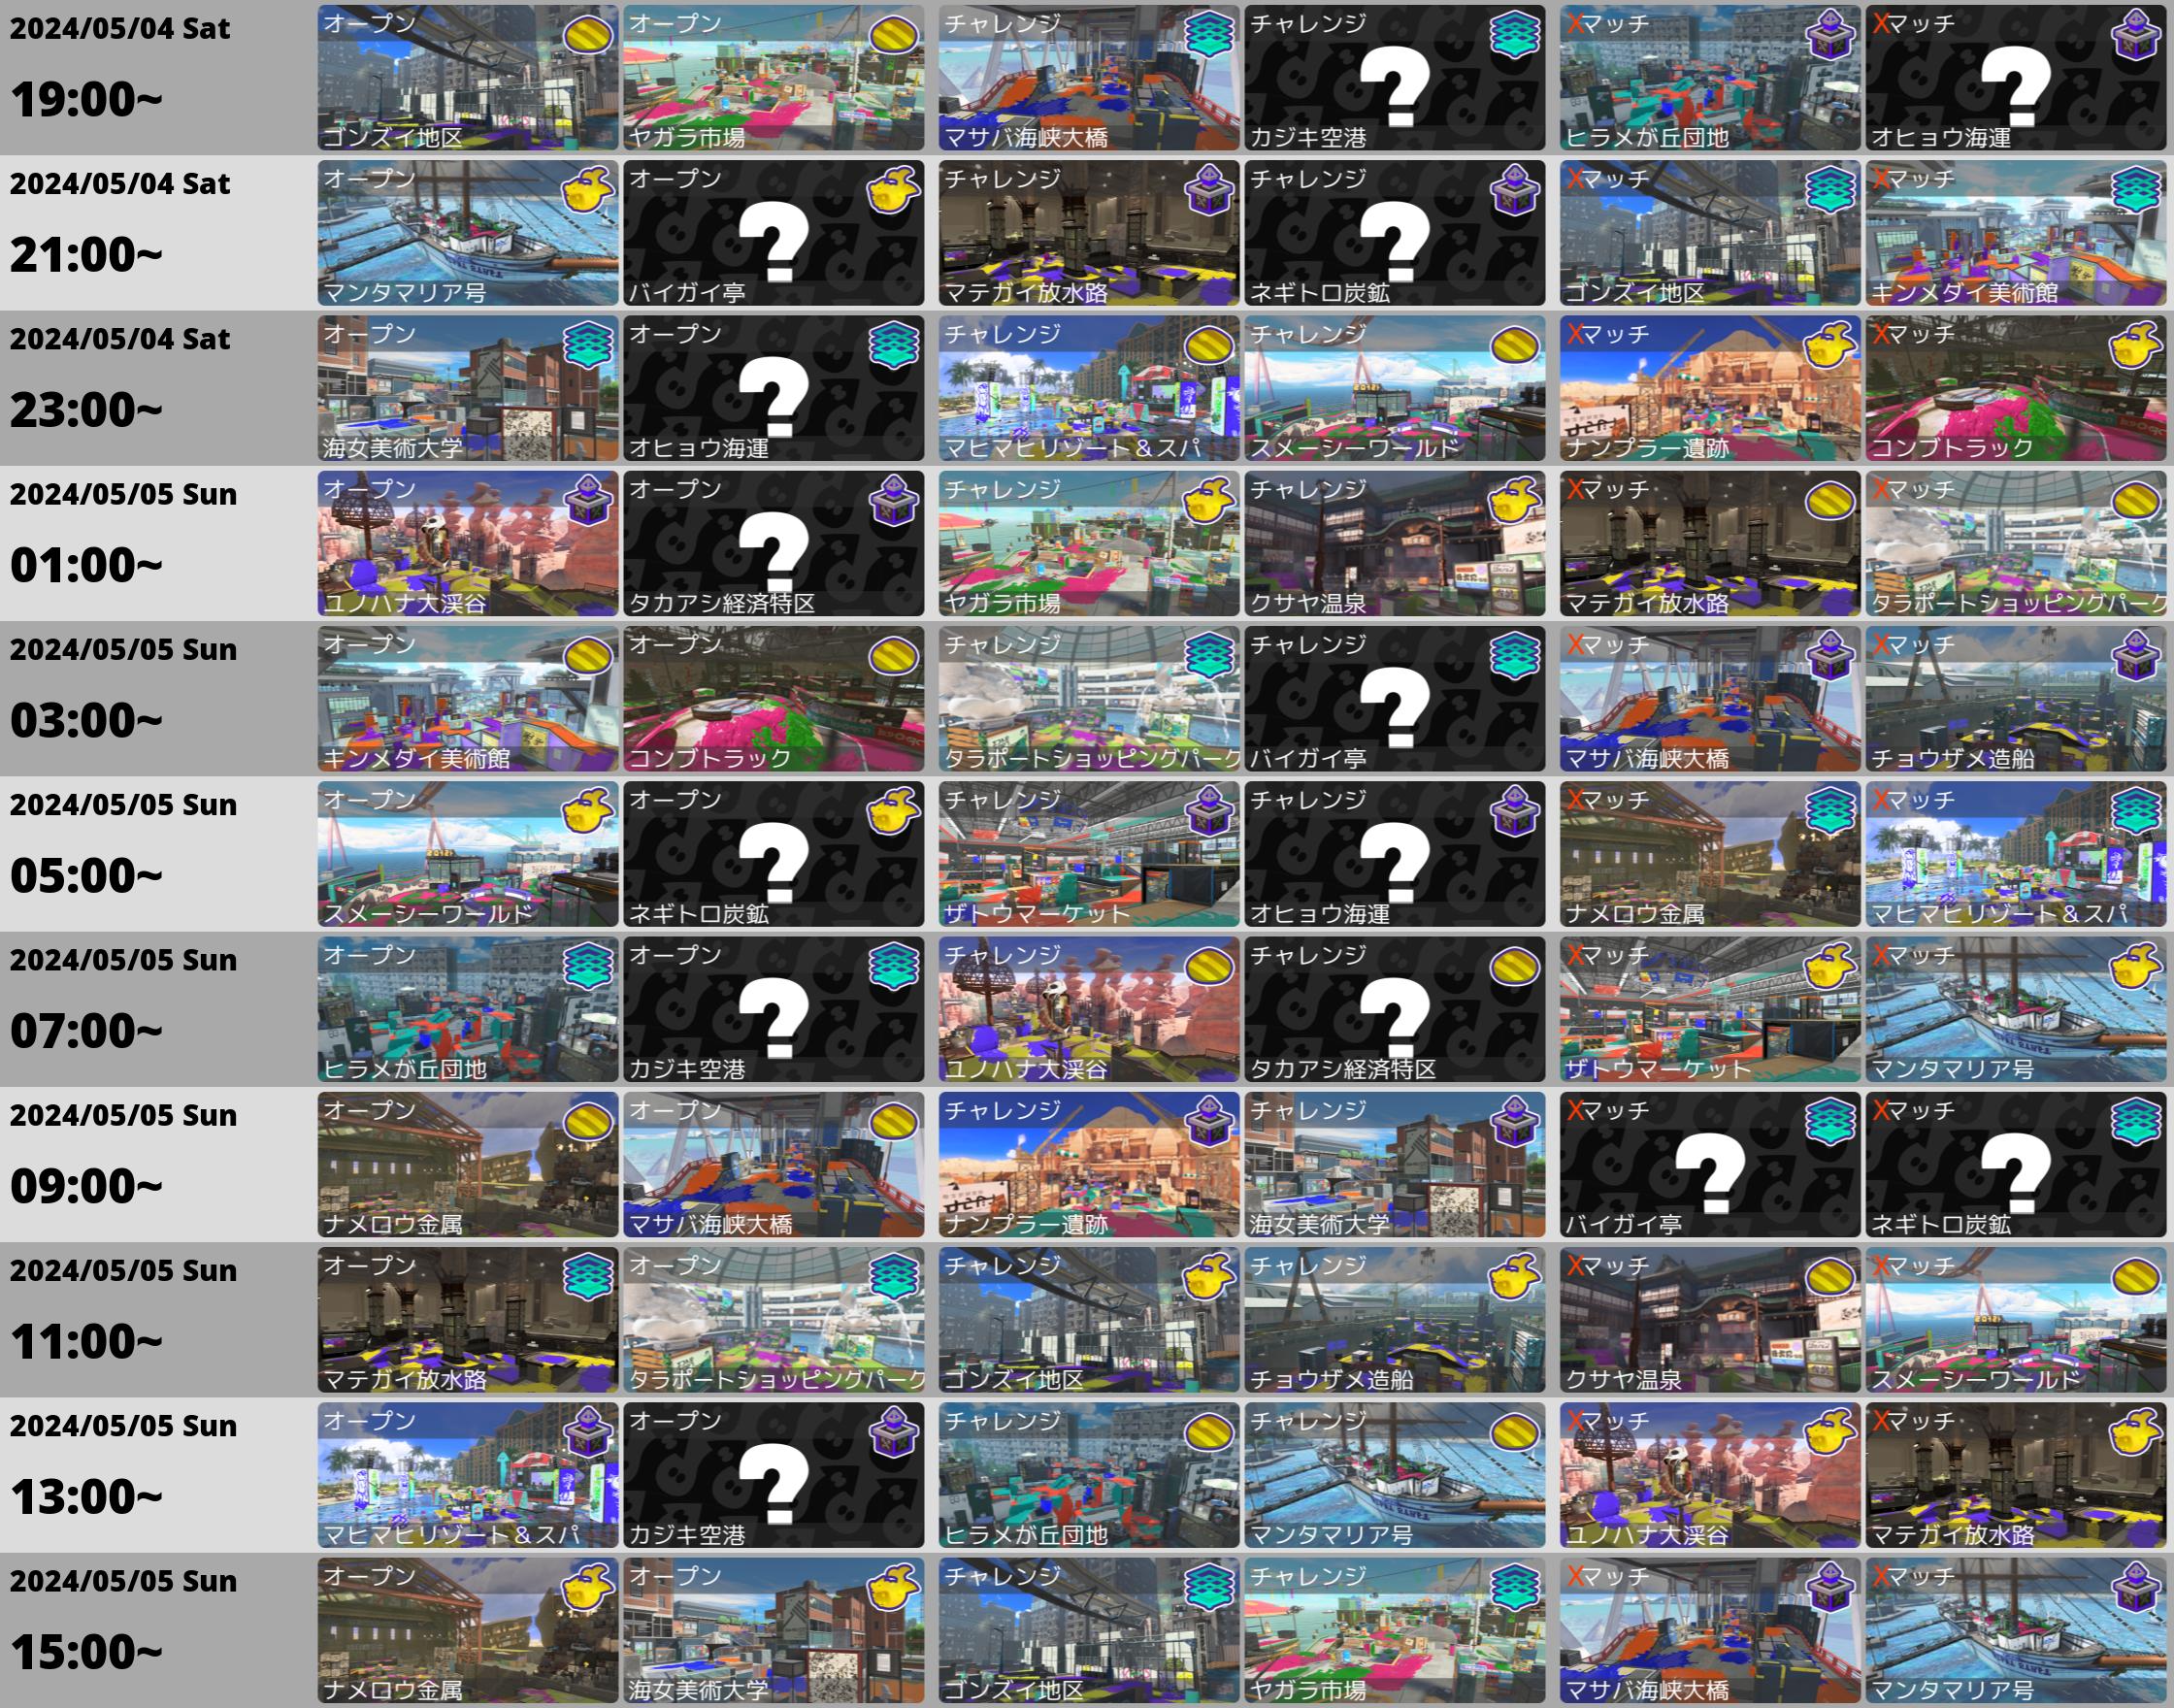 2024/05/04 Sat
19:00~
オープン
ゴンズイ地区
オープン
ヤガラ市場
チャレンジ
マサバ海峡大橋
チャレンジ
?
カジキ空港
Xマッチ
ヒラメが丘団地
Xマッチ
?
オヒョウ海運
2024/05/04 Sat
21:00~
オープン
マンタマリア号
オープン
?
バイガイ亭
チャレンジ
マテガイ放水路
チャレンジ
?
ネギトロ炭鉱
Xマッチ
ゴンズイ地区
Xマッチ
キンメダイ美術館
2024/05/04 Sat
23:00~
オープン
海女美術大学
オープン
?
オヒョウ海運
チャレンジ
マヒマヒリゾート&スパ
チャレンジ
スメーシーワールド
Xマッチ
ナンプラー遺跡
Xマッチ
コンブトラック
2024/05/05 Sun
01:00~
オープン
ユノハナ大渓谷
オープン
?
タカアシ経済特区
チャレンジ
ヤガラ市場
チャレンジ
クサヤ温泉
Xマッチ
マテガイ放水路
Xマッチ
タラポートショッピングパーク
2024/05/05 Sun
03:00~
オープン
キンメダイ美術館
オープン
コンブトラック
チャレンジ
タラポートショッピングパーク
チャレンジ
?
バイガイ亭
Xマッチ
マサバ海峡大橋
Xマッチ
チョウザメ造船
2024/05/05 Sun
05:00~
オープン
スメーシーワールド
オープン
?
ネギトロ炭鉱
チャレンジ
ザトウマーケット
チャレンジ
?
オヒョウ海運
Xマッチ
ナメロウ金属
Xマッチ
マヒマヒリゾート&スパ
2024/05/05 Sun
07:00~
オープン
ヒラメが丘団地
オープン
?
カジキ空港
チャレンジ
ユノハナ大渓谷
チャレンジ
?
タカアシ経済特区
Xマッチ
ザトウマーケット
Xマッチ
マンタマリア号
2024/05/05 Sun
09:00~
オープン
ナメロウ金属
オープン
マサバ海峡大橋
チャレンジ
ナンプラー遺跡
チャレンジ
海女美術大学
Xマッチ
?
バイガイ亭
Xマッチ
?
ネギトロ炭鉱
2024/05/05 Sun
11:00~
オープン
マテガイ放水路
オープン
タラポートショッピングパーク
チャレンジ
ゴンズイ地区
チャレンジ
チョウザメ造船
Xマッチ
クサヤ温泉
Xマッチ
スメーシーワールド
2024/05/05 Sun
13:00~
オープン
マヒマヒリゾート&スパ
オープン
?
カジキ空港
チャレンジ
ヒラメが丘団地
チャレンジ
マンタマリア号
Xマッチ
ユノハナ大渓谷
Xマッチ
マテガイ放水路
2024/05/05 Sun
15:00~
オープン
ナメロウ金属
オープン
海女美術大学
チャレンジ
ゴンズイ地区
チャレンジ
ヤガラ市場
Xマッチ
マサバ海峡大橋
Xマッチ
マンタマリア号